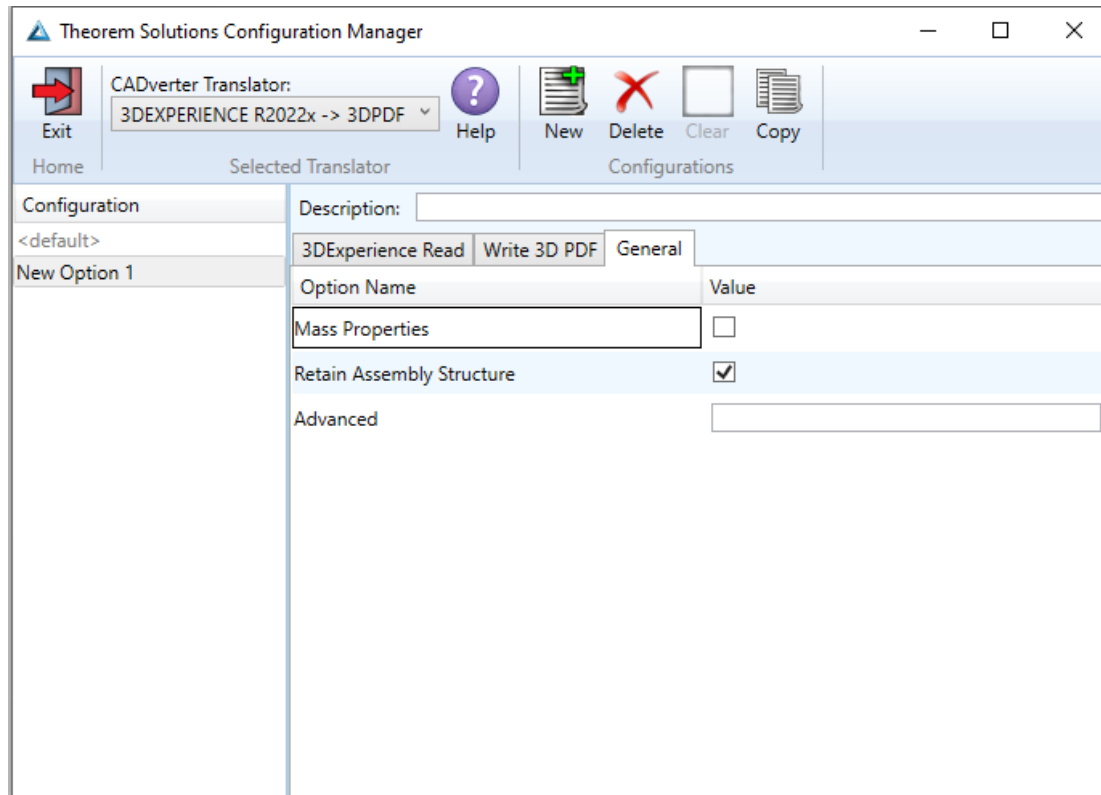 Theorem Solutions Configuration Manager
CADverter Translator:
3DEXPERIENCE R2022x -> 3DPDF
Exit
Help
New
Delete
Clear
Copy
Home
Selected Translator
Configurations
Configuration
Description:
<default>
3DExperience Read
Write 3D PDF
General
New Option 1
Option Name
Value
Mass Properties
Retain Assembly Structure
Advanced